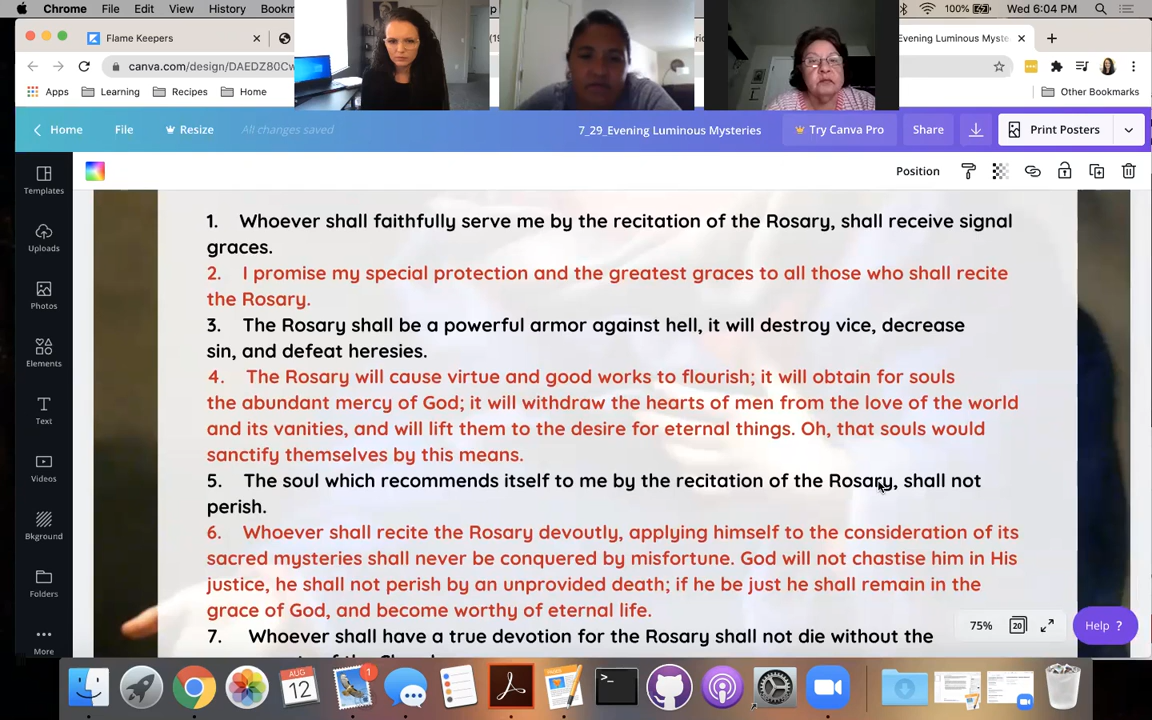 Chrome File Edit View History Bookm p 100% Wed 6:04 PM
Flame Keepers (19 Evening Luminous Myste
canva.com/design/DAEDZ80Cw
Apps Learning Recipes Home Other Bookmarks
Home File Resize All changes saved 7_29_Evening Luminous Mysteries Try Canva Pro Share Print Posters
Position
Templates
Uploads
Photos
Elements
Text
Videos
Bkground
Folders
More
1. Whoever shall faithfully serve me by the recitation of the Rosary, shall receive signal
graces.
2. I promise my special protection and the greatest graces to all those who shall recite
the Rosary.
3. The Rosary shall be a powerful armor against hell, it will destroy vice, decrease
sin, and defeat heresies.
4. The Rosary will cause virtue and good works to flourish; it will obtain for souls
the abundant mercy of God; it will withdraw the hearts of men from the love of the world
and its vanities, and will lift them to the desire for eternal things. Oh, that souls would
sanctify themselves by this means.
5. The soul which recommends itself to me by the recitation of the Rosary, shall not
perish.
6. Whoever shall recite the Rosary devoutly, applying himself to the consideration of its
sacred mysteries shall never be conquered by misfortune. God will not chastise him in His
justice, he shall not perish by an unprovided death; if he be just he shall remain in the
grace of God, and become worthy of eternal life.
7. Whoever shall have a true devotion for the Rosary shall not die without the
75% 20 Help ?
AUG
12
1